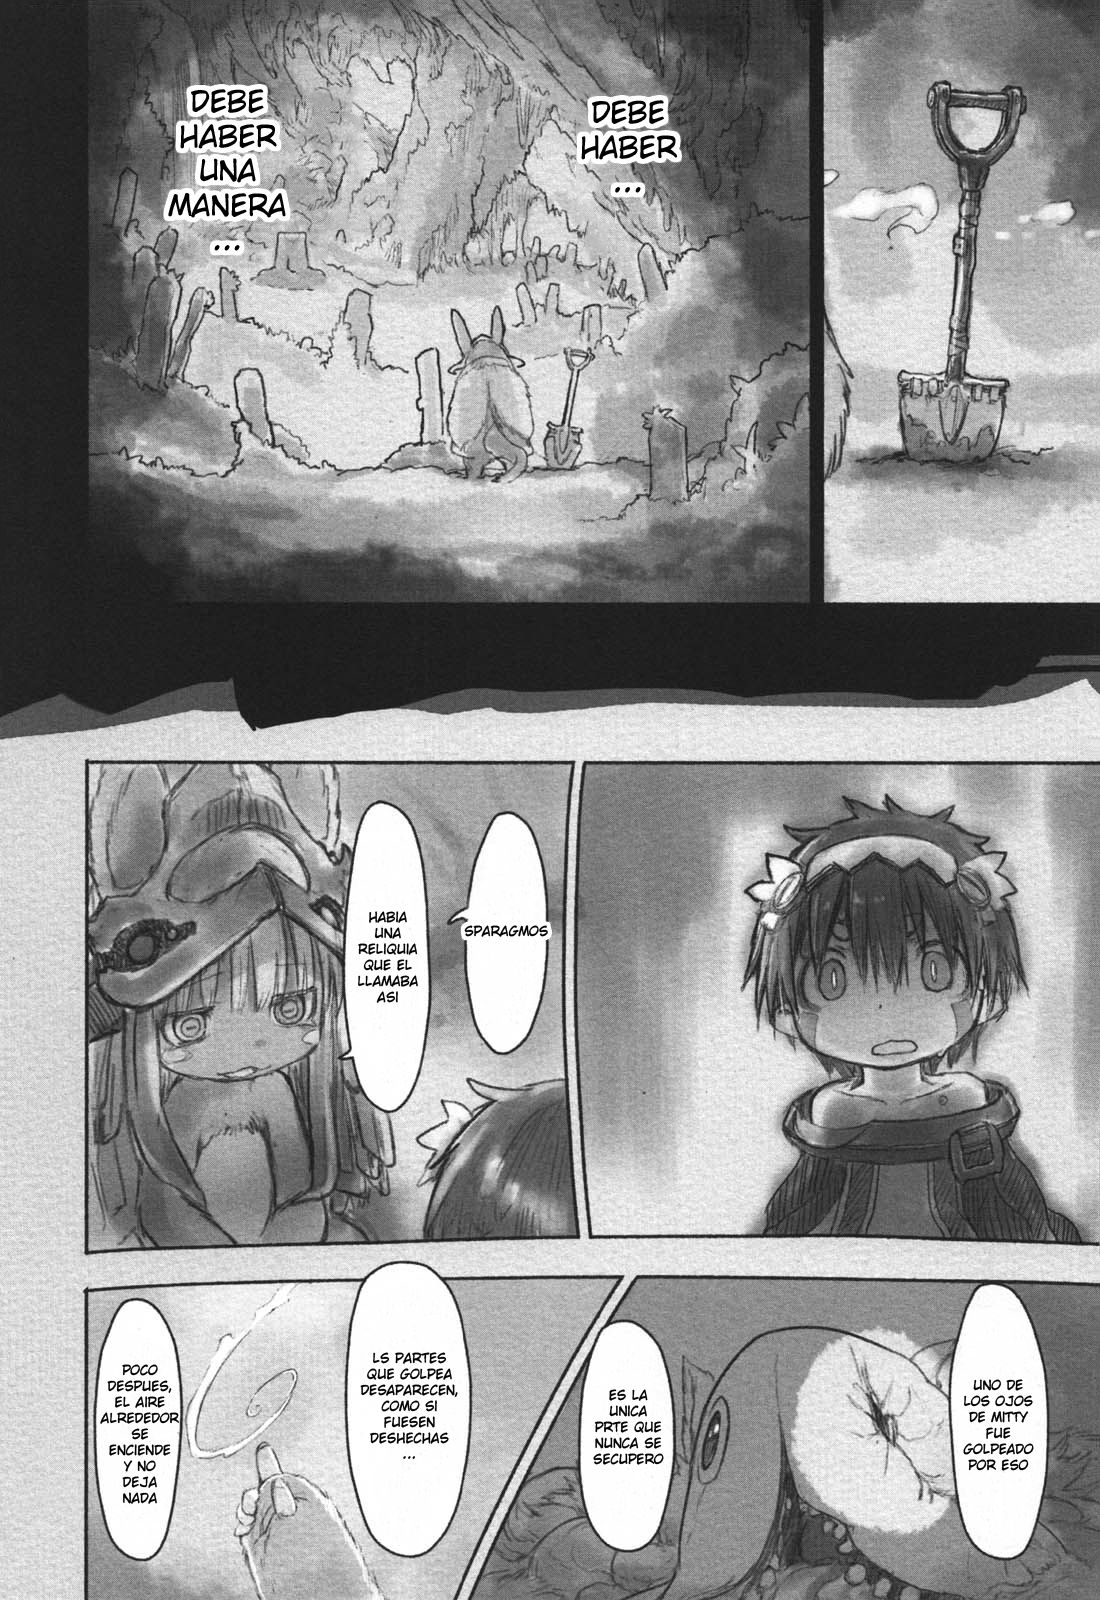 DEBE
HABER
...
DEBE
HABER
UNA
MANERA
...
SPARAGMOS
HABIA
UNA
RELIQUIA
QUE EL
LLAMABA
ASI
UNO DE
LOS OJOS
DE MITTY
FUE
GOLPEADO
POR ESO
ES LA
UNICA
PRTE QUE
NUNCA SE
SECUPERO
LS PARTES
QUE GOLPEA
DESAPARECEN,
COMO SI
FUESEN
DESHECHAS
...
POCO
DESPUES,
EL AIRE
ALREDEDOR
SE
ENCIENDE
Y NO
DEJA
NADA